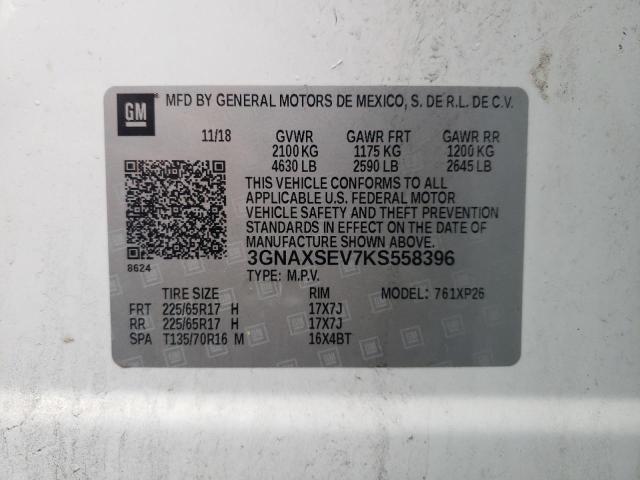 GM
MFD BY GENERAL MOTORS DE MEXICO, S. DE R.L. DE C.V.
11/18 GVWR GAWR FRT GAWR RR
2100 KG 1175 KG 1200 KG
4630 LB 2590 LB 2645 LB
THIS VEHICLE CONFORMS TO ALL
APPLICABLE U.S. FEDERAL MOTOR
VEHICLE SAFETY AND THEFT PREVENTION
STANDARDS IN EFFECT ON THE DATE OF
MANUFACTURE SHOWN ABOVE.
8624
3GNAXSEV7KS558396
TYPE: M.P.V.
TIRE SIZE RIM MODEL: 761XP26
FRT 225/65R17 H 17X7J
RR 225/65R17 H 17X7J
SPA T135/70R16 M 16X4BT